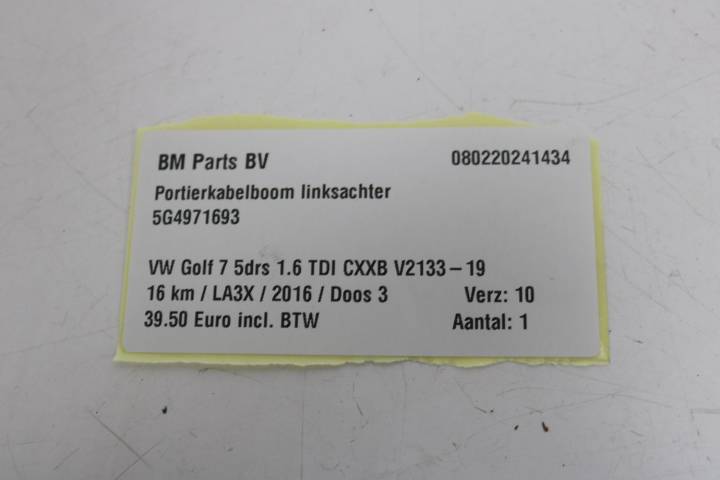 BM Parts BV 080220241434
Portierkabelboom linksachter
5G4971693
VW Golf 7 5drs 1.6 TDI CXXB V2133-19
16 km / LA3X / 2016 / Doos 3 Verz: 10
39.50 Euro incl. BTW Aantal: 1